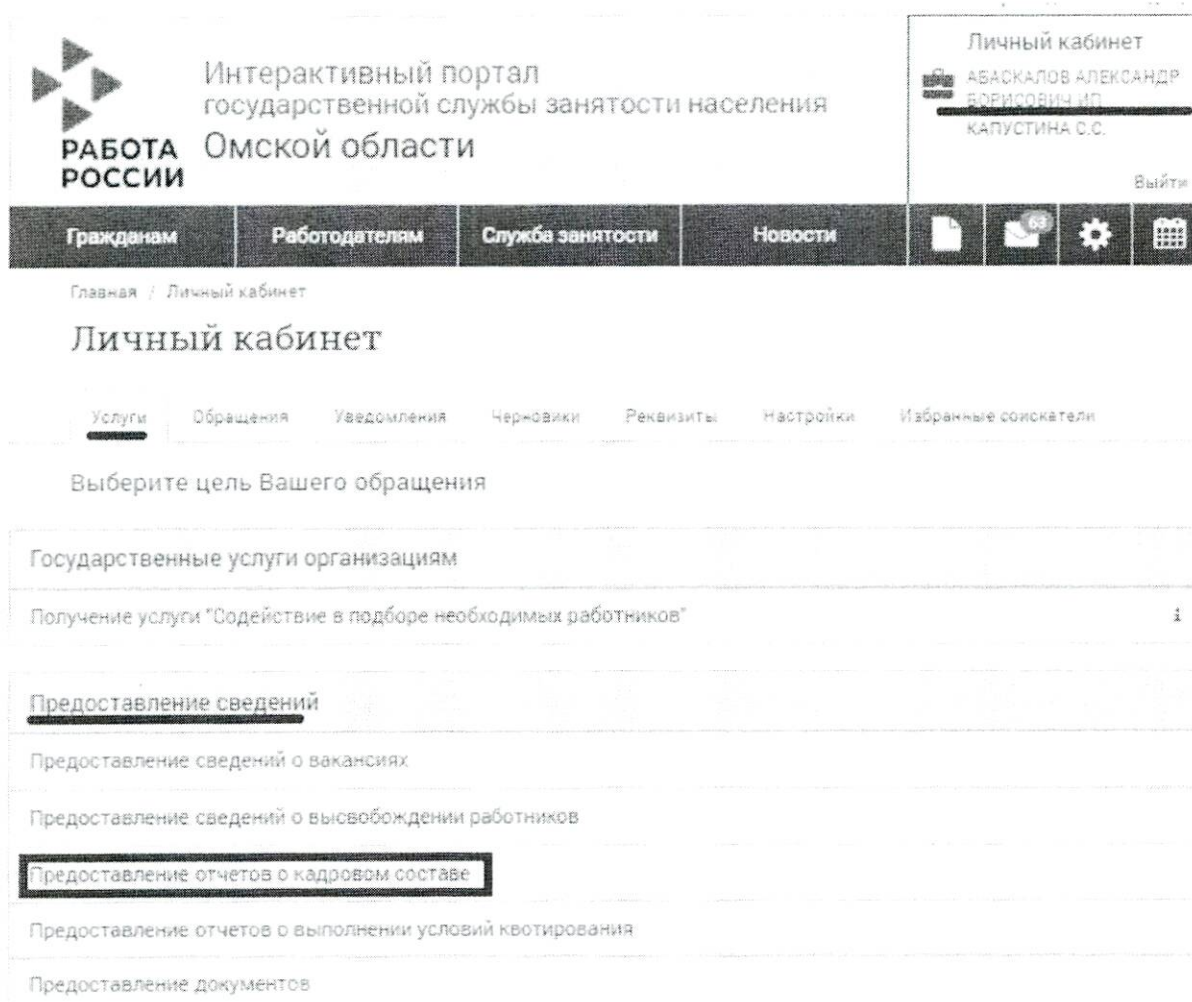 Личный кабинет
АБАСКАЛОВ АЛЕКСАНДР
БОРИСОВИЧ ИП
КАПУСТИНА С.С.
Выйти
РАБОТА
РОССИИ
Интерактивный портал
государственной службы занятости населения
Омской области
Гражданам Работодателям Служба занятости Новости 63
Главная / Личный кабинет
Личный кабинет
Услуги Обращения Уведомления Черновики Реквизиты Настройки Избранные соискатели
Выберите цель Вашего обращения
Государственные услуги организациям
Получение услуги "Содействие в подборе необходимых работников" i
Предоставление сведений
Предоставление сведений о вакансиях
Предоставление сведений о высвобождении работников
Предоставление отчетов о кадровом составе
Предоставление отчетов о выполнении условий квотирования
Предоставление документов